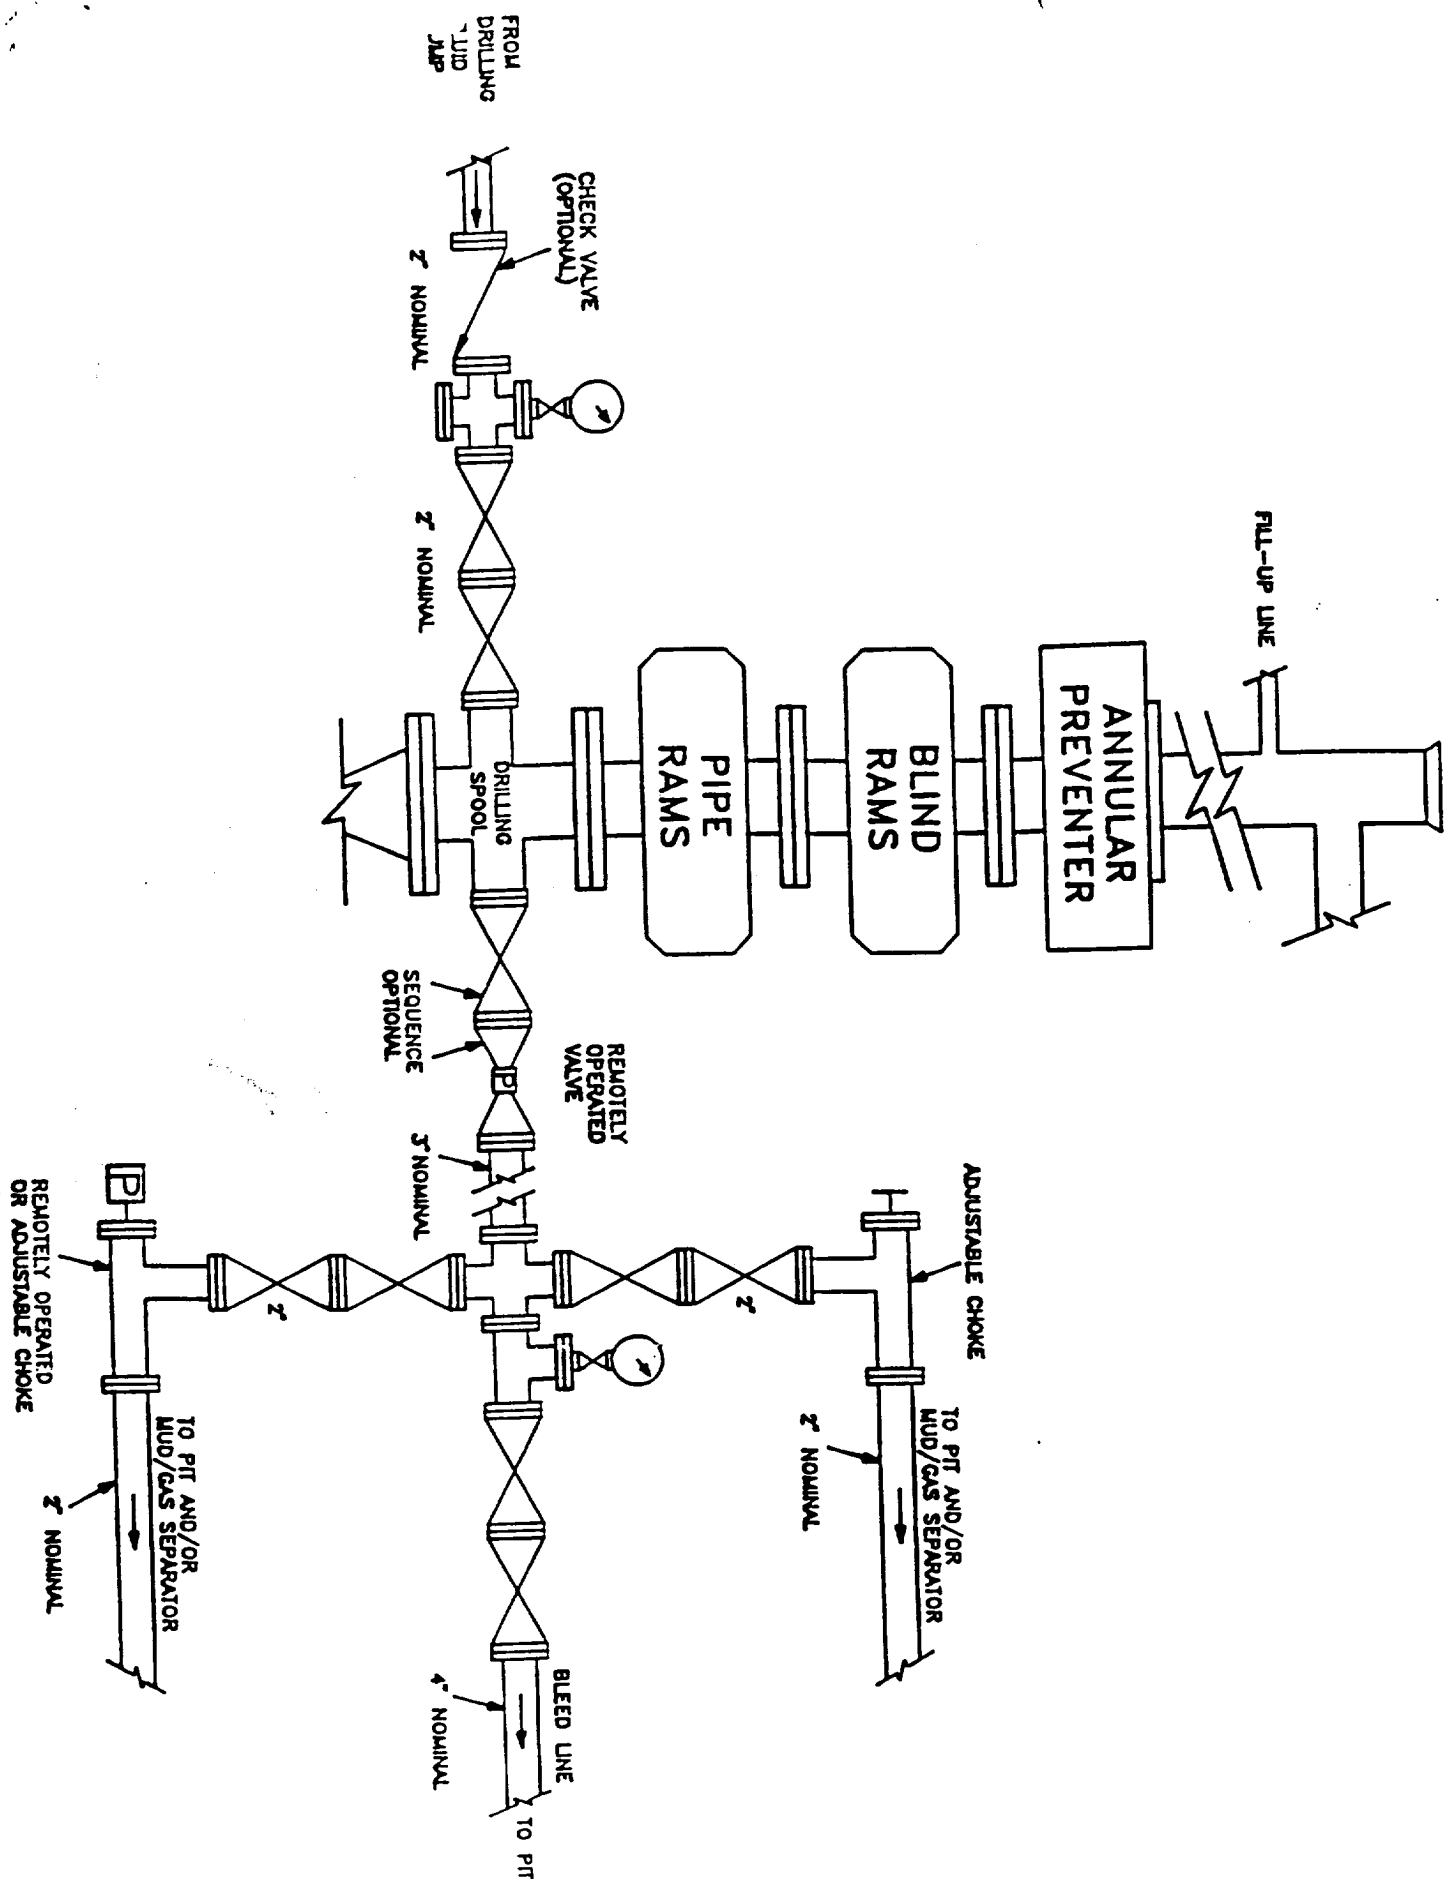 FILL-UP LINE
ANNULAR
PREVENTER
BLIND
RAMS
PIPE
RAMS
FROM
DRILLING
CHECK VALVE
(OPTIONAL)
2" NOMINAL
2" NOMINAL
DRILLING
SPOOL
SEQUENCE
OPTIONAL
REMOTELY
OPERATED
VALVE
P
3" NOMINAL
ADJUSTABLE CHOKE
2"
TO PIT AND/OR
MUD/GAS SEPARATOR
2" NOMINAL
BLEED LINE
TO PIT
4" NOMINAL
2"
P
REMOTELY OPERATED
OR ADJUSTABLE CHOKE
TO PIT AND/OR
MUD/GAS SEPARATOR
2" NOMINAL